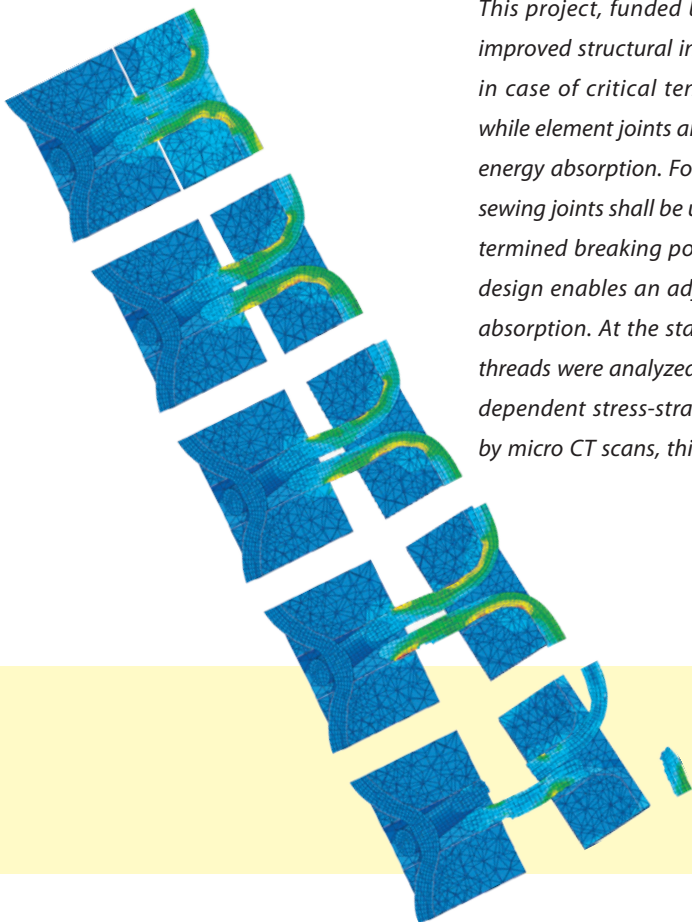 This project, funded
improved structural in
in case of critical ter
while element joints a
energy absorption. Fo
sewing joints shall be
termined breaking po
design enables an ad
absorption. At the sta
threads were analyzed
dependent stress-stra
by micro CT scans, thi